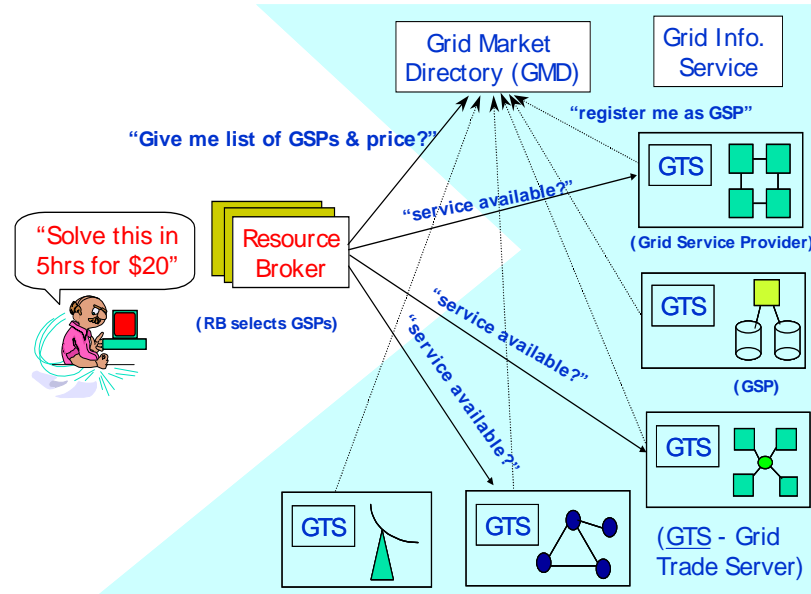 Grid Market
Directory (GMD)
Grid Info.
Service
“Give me list of GSPs & price?”
“register me as GSP”
GTS
“service available?”
(Grid Service Provider)
“Solve this in
5hrs for $20”
Resource
Broker
(RB selects GSPs)
“service available?”
“service available?”
GTS
(GSP)
GTS
GTS
GTS
(GTS - Grid
Trade Server)